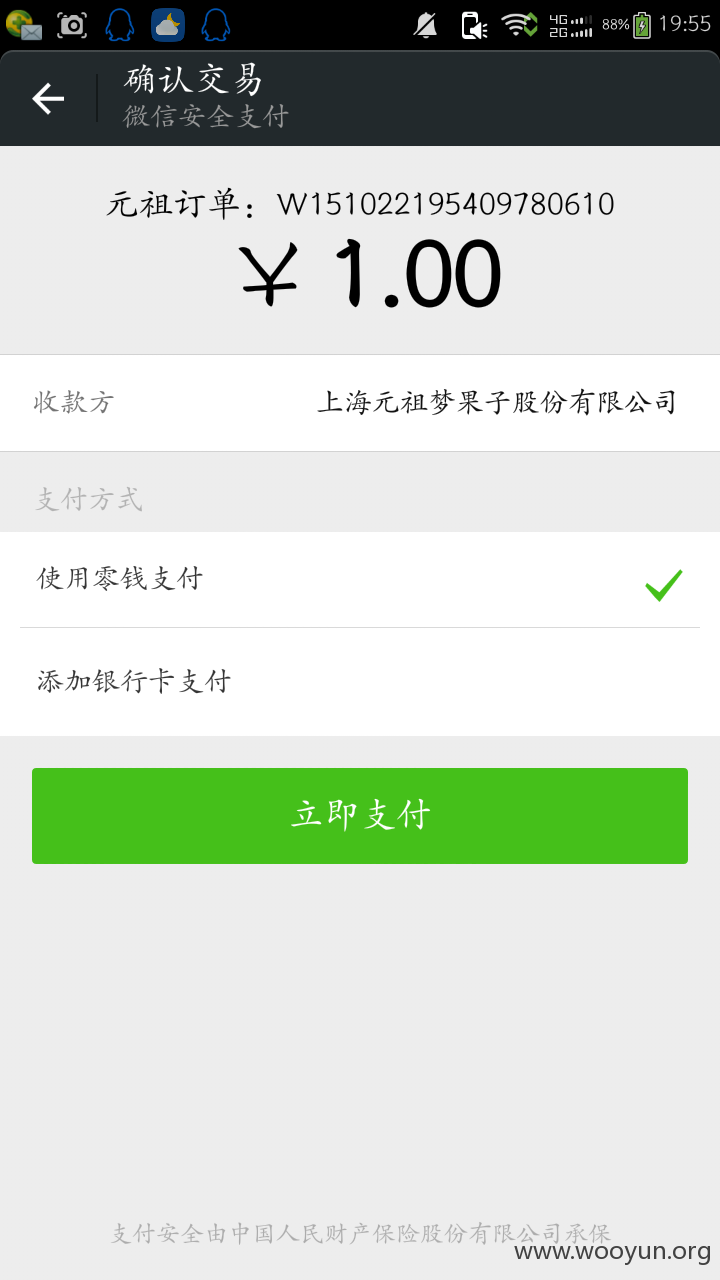 4G
2G
88%
19:55
确认交易
微信安全支付
元祖订单：W151022195409780610
￥1.00
收款方
上海元祖梦果子股份有限公司
支付方式
使用零钱支付
添加银行卡支付
立即支付
支付安全由中国人民财产保险股份有限公司承保
www.wooyun.org